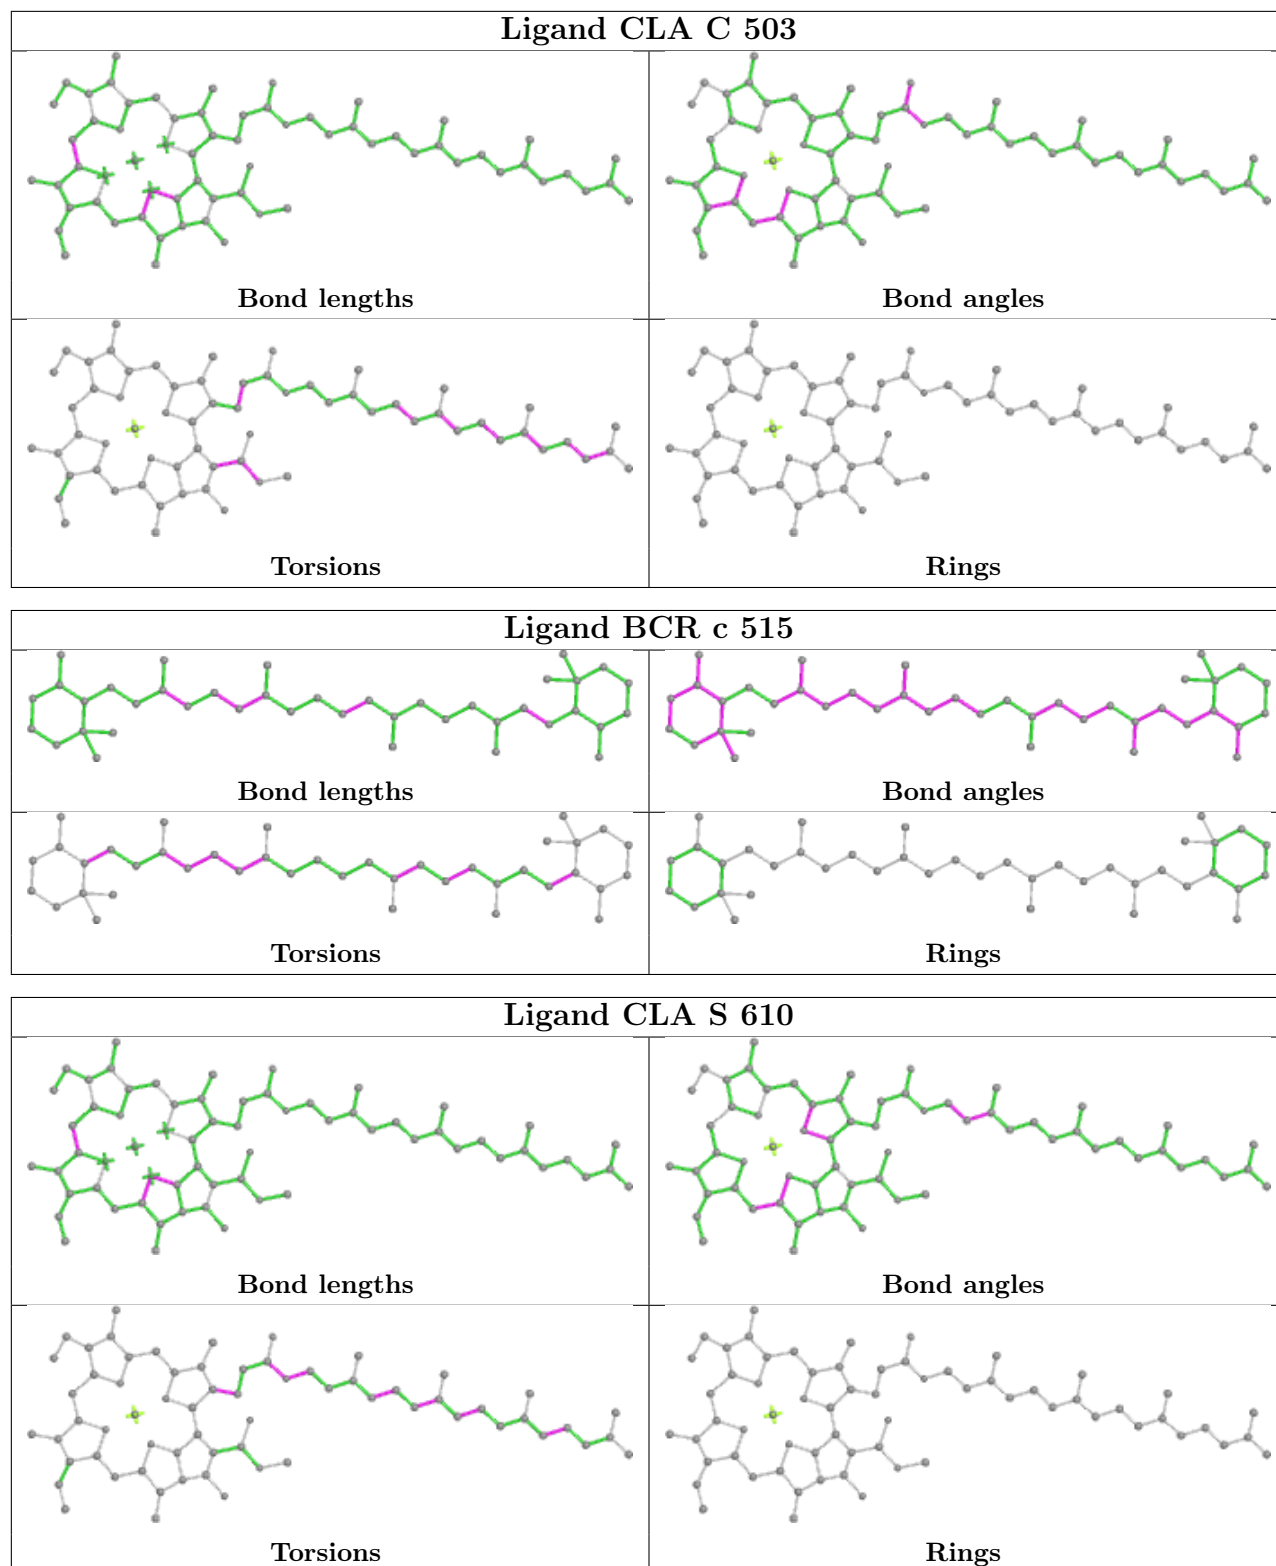 Ligand CLA C 503
Bond lengths
Bond angles
Torsions
Rings
Ligand BCR c 515
Bond lengths
Bond angles
Torsions
Rings
Ligand CLA S 610
Bond lengths
Bond angles
Torsions
Rings